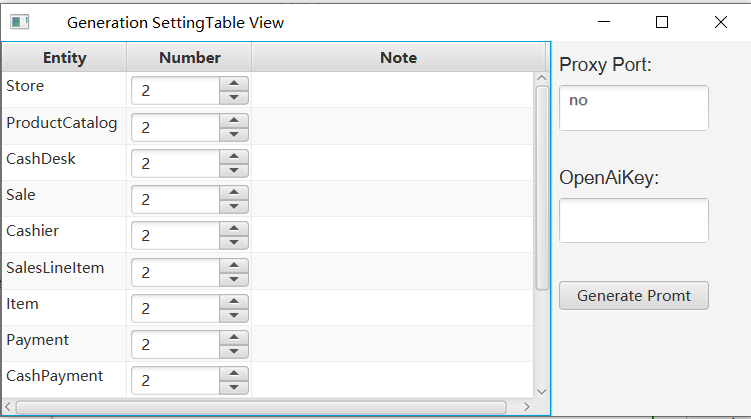 Generation SettingTable View
Entity Number Note
Store 2
ProductCatalog 2
CashDesk 2
Sale 2
Cashier 2
SalesLineItem 2
Item 2
Payment 2
CashPayment 2
Proxy Port:
no
OpenAiKey:
Generate Promt